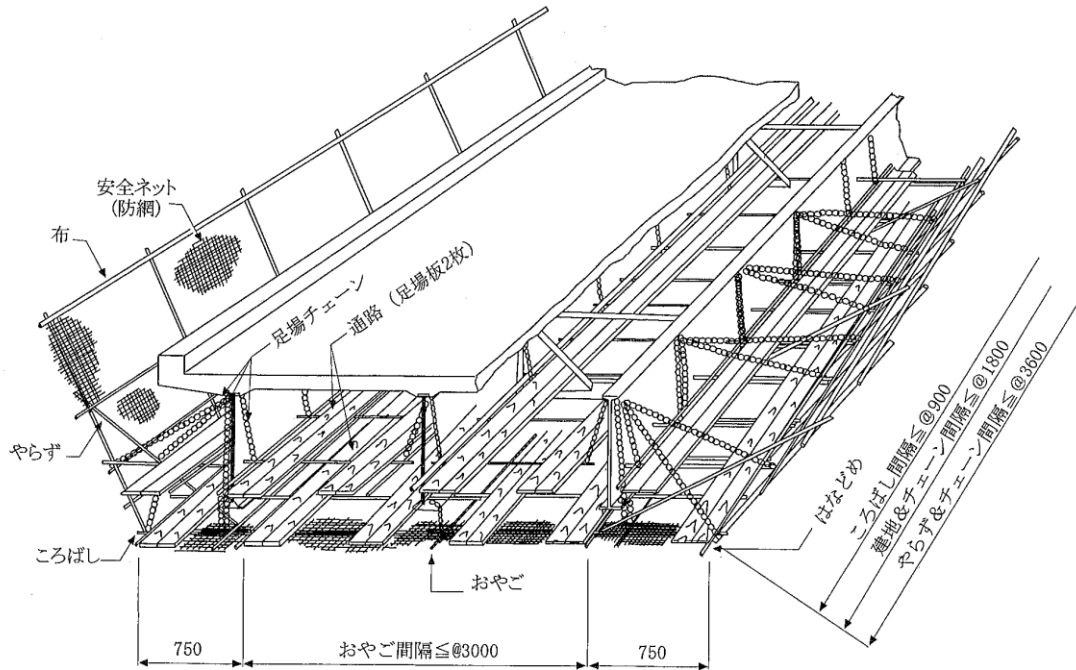 安全ネット
(防網)
布
足場チェーン
通路 (足場板2枚)
やらず
ころばし
おやご
はなどめ
ころばし間隔≦@900
建地&チェーン間隔≦@1800
やらず&チェーン間隔≦@3600
750
おやご間隔≦@3000
750